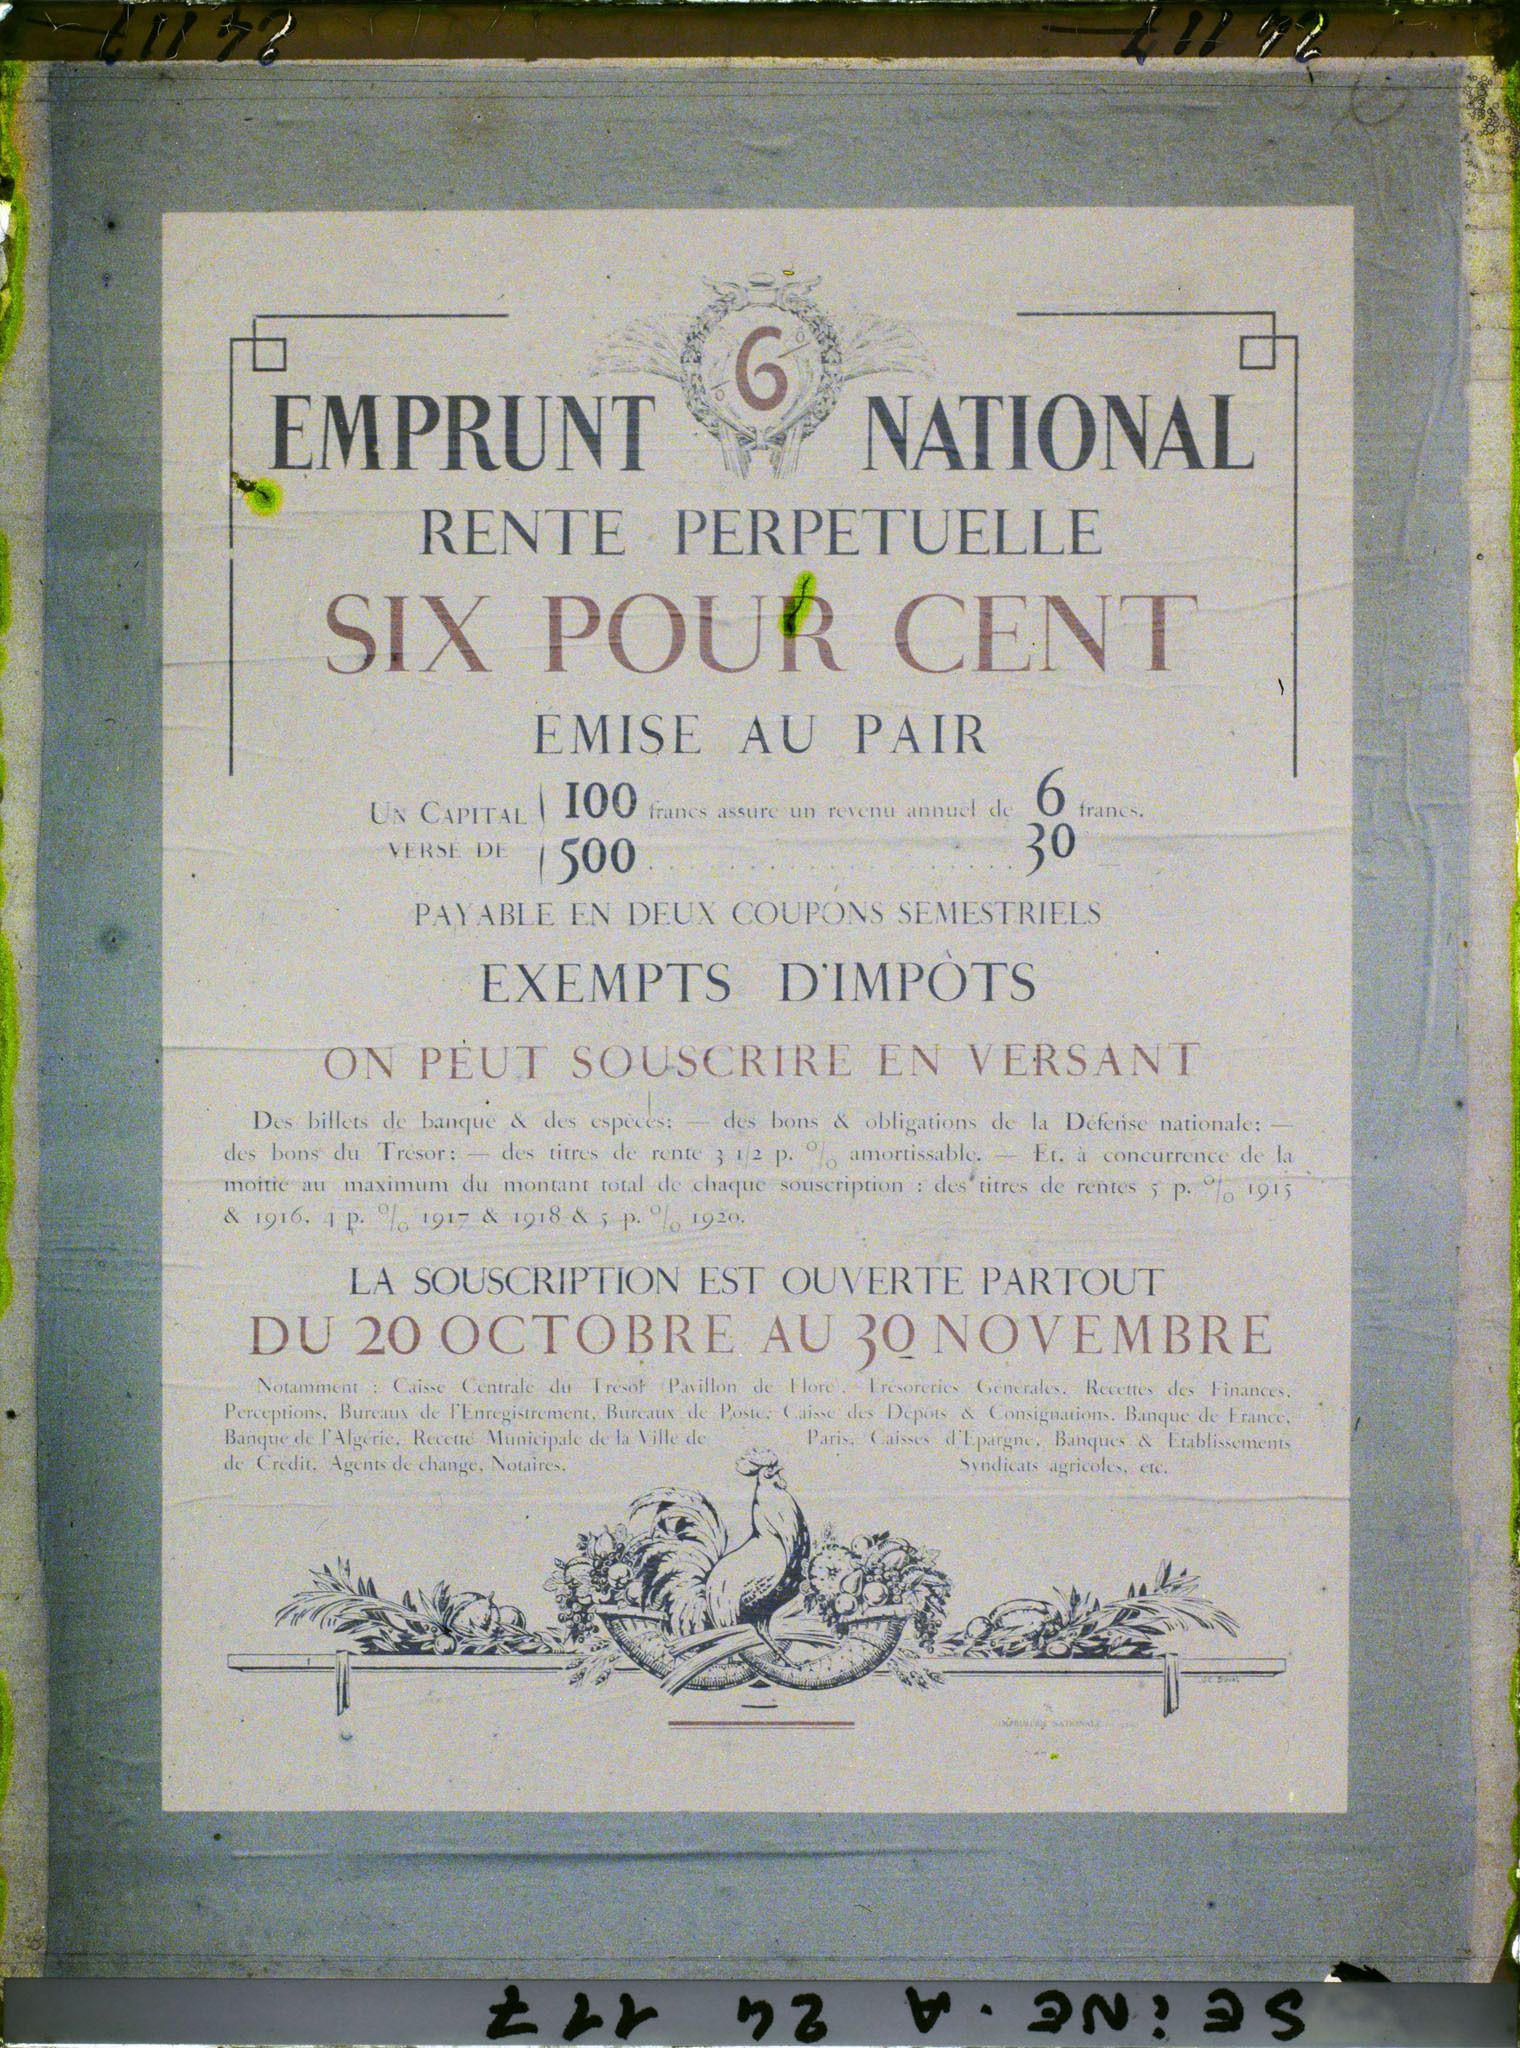 24 117
24 117
6 %
EMPRUNT NATIONAL
RENTE PERPETUELLE
SIX POUR CENT
EMISE AU PAIR
UN CAPITAL 100 francs assure un revenu annuel de 6 francs.
VERSÉ DE 500 . . . . . . . . . . . . . . . 30
PAYABLE EN DEUX COUPONS SEMESTRIELS
EXEMPTS D'IMPÔTS
ON PEUT SOUSCRIRE EN VERSANT
Des billets de banque & des espèces; — des bons & obligations de la Défense nationale; —
des bons du Trésor; — des titres de rente 3 1/2 p. % amortissable. — Et, à concurrence de la
moitié au maximum du montant total de chaque souscription : des titres de rentes 5 p. % 1915
& 1916, 4 p. % 1917 & 1918 & 5 p. % 1920.
LA SOUSCRIPTION EST OUVERTE PARTOUT
DU 20 OCTOBRE AU 30 NOVEMBRE
Notamment : Caisse Centrale du Trésor (Pavillon de Flore), Trésoreries Générales, Recettes des Finances,
Perceptions, Bureaux de l'Enregistrement, Bureaux de Poste, Caisse des Dépôts & Consignations, Banque de France,
Banque de l'Algérie, Recette Municipale de la Ville de Paris, Caisses d'Epargne, Banques & Etablissements
de Crédit, Agents de change, Notaires, Syndicats agricoles, etc.
IMPRIMERIE NATIONALE
SEINE.A 24 117